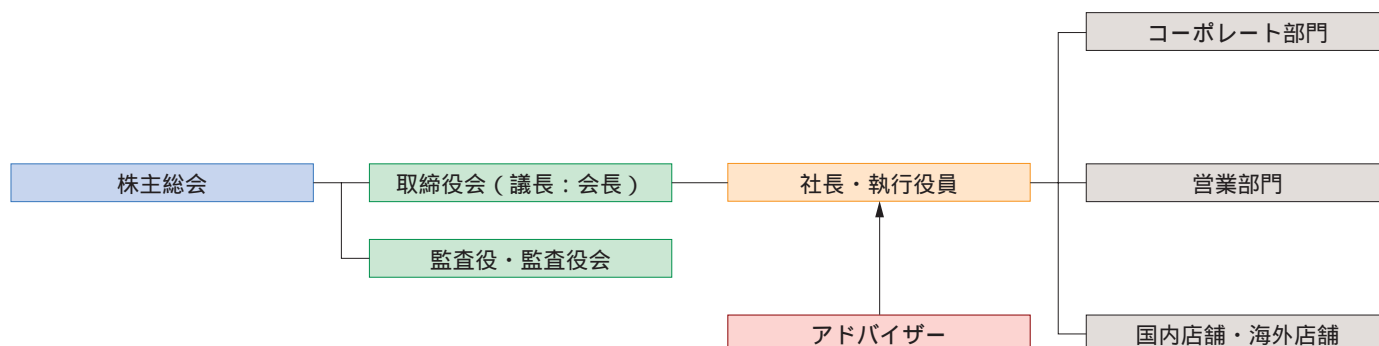 コーポレート部門
株主総会
取締役会(議長:会長)
社長・執行役員
営業部門
監査役・監査役会
アドバイザー
国内店舗・海外店舗